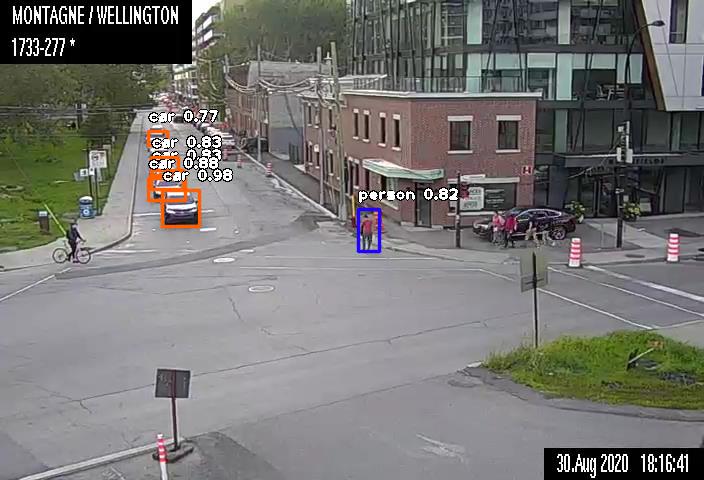 MONTAGNE / WELLINGTON
1733-277 *
car 0.77
car 0.83
car 0.88
car 0.98
person 0.82
30.Aug 2020 18:16:41